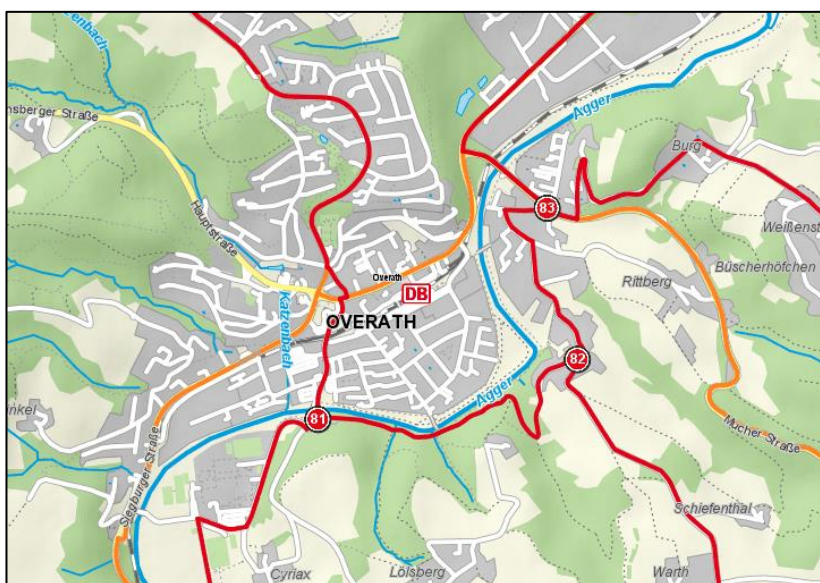 enbach
nsberger Straße
Agger
Burg
Hauptstraße
83
Weißenst
Büscherhöfchen
Overath
Rittberg
DB
Katzenbach
OVERATH
82
Agger
nkel
81
Mucher Straße
Siegburger Straße
Schiefenthal
Cyriax
Lölsberg
Warth